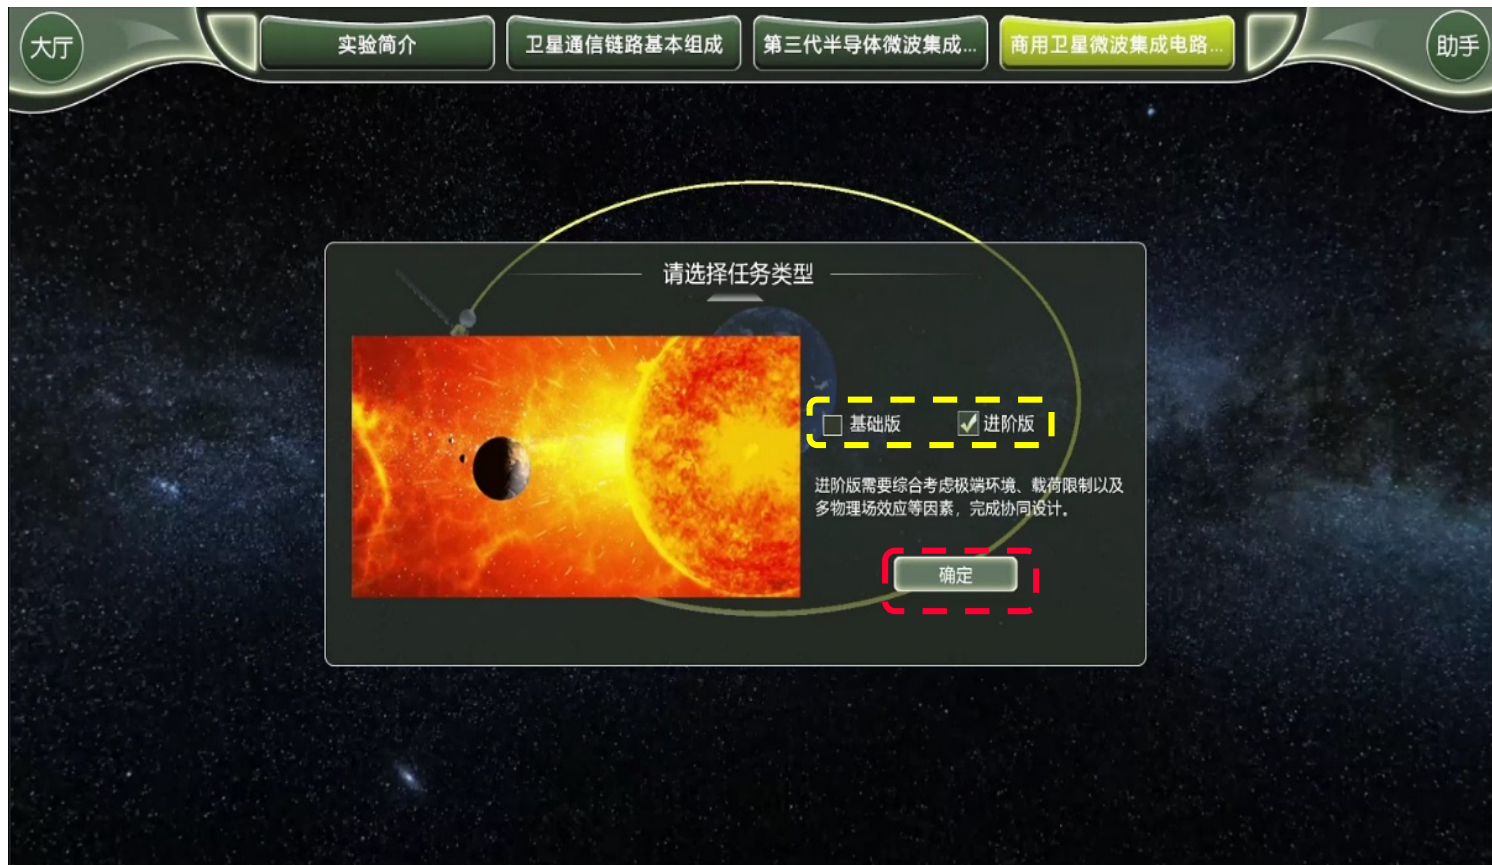 大厅
实验简介
卫星通信链路基本组成
第三代半导体微波集成...
商用卫星微波集成电路...
助手
请选择任务类型
基础版
进阶版
进阶版需要综合考虑极端环境、载荷限制以及
多物理场效应等因素，完成协同设计。
确定